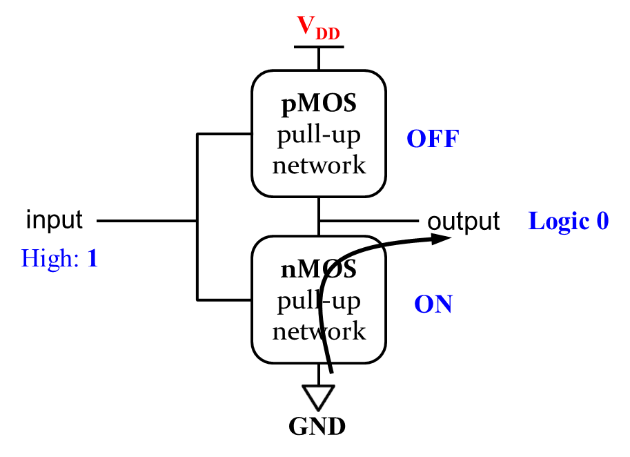 VDD
pMOS
pull-up
network
OFF
input
High: 1
output
Logic 0
nMOS
pull-up
network
ON
GND